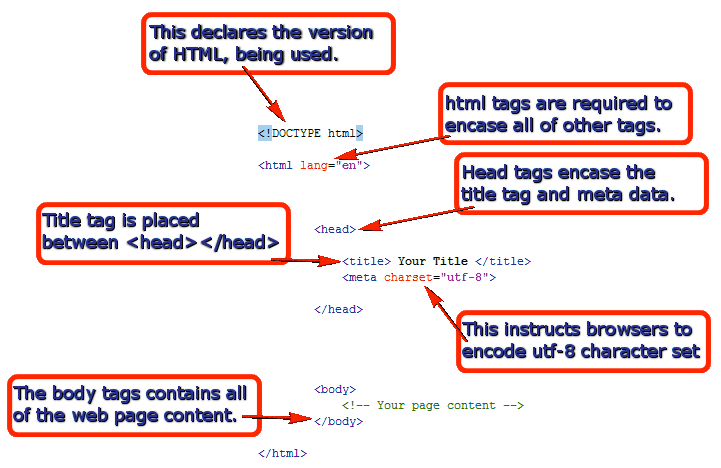 This declares the version
of HTML, being used.
<!DOCTYPE html>
html tags are required to
encase all of other tags.
<html lang="en">
Head tags encase the
title tag and meta data.
<head>
Title tag is placed
between <head></head>
<title> Your Title </title>
<meta charset="utf-8">
</head>
This instructs browsers to
encode utf-8 character set
The body tags contains all
of the web page content.
<body>
<!-- Your page content -->
</body>
</html>